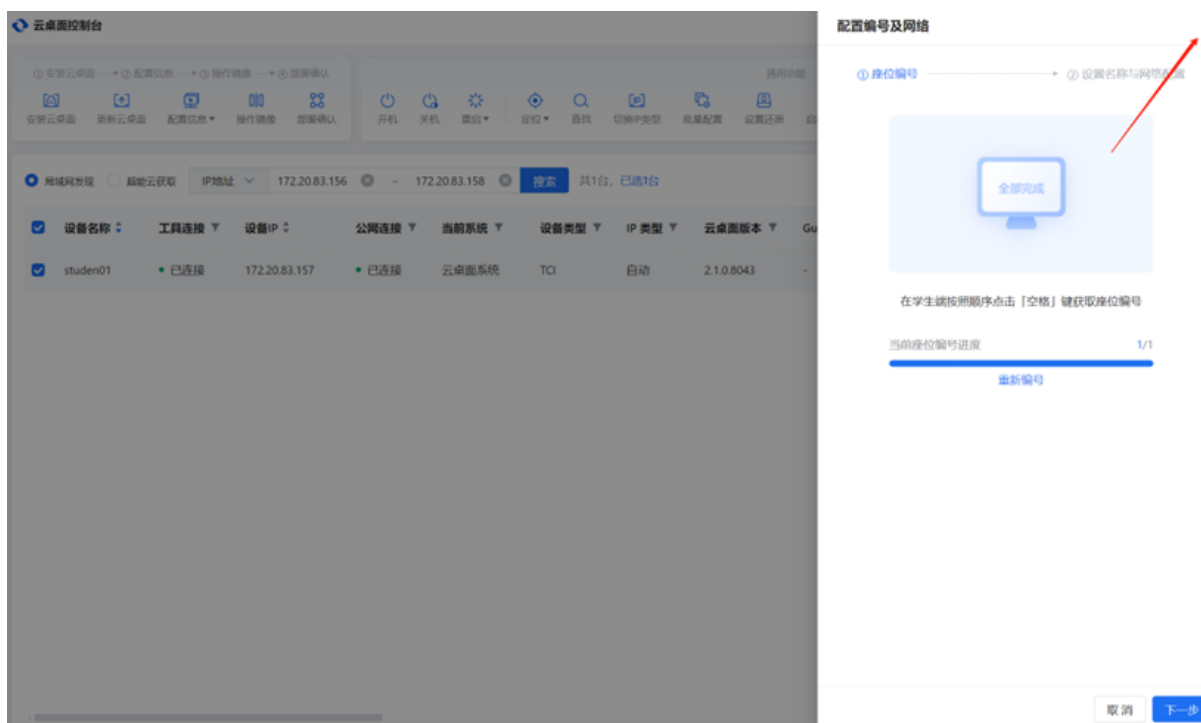 云桌面控制台
①安装云桌面 ②配置信息 ③操作镜像 ④部署确认
通用功能
安装云桌面 更新云桌面 配置信息 操作镜像 部署确认 开机 关机 重启 定位 查找 切换IP类型 批量配置 设置还原
局域网发现 超能云获取 IP地址 172.20.83.156 – 172.20.83.158 搜索 共1台, 已选1台
设备名称 工具连接 设备IP 公网连接 当前系统 设备类型 IP 类型 云桌面版本 Gu
studen01 已连接 172.20.83.157 已连接 云桌面系统 TCI 自动 2.1.0.8043 -
配置编号及网络
①座位编号 ②设置名称与网络配置
全部完成
在学生端按照顺序点击「空格」键获取座位编号
当前座位编号进度 1/1
重新编号
取消 下一步